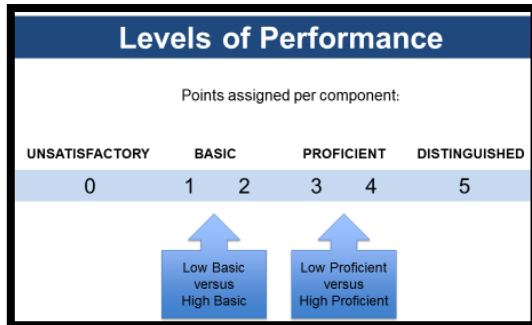 Levels of Performance
Points assigned per component:
UNSATISFACTORY BASIC PROFICIENT DISTINGUISHED
0 1 2 3 4 5
Low Basic
versus
High Basic
Low Proficient
versus
High Proficient